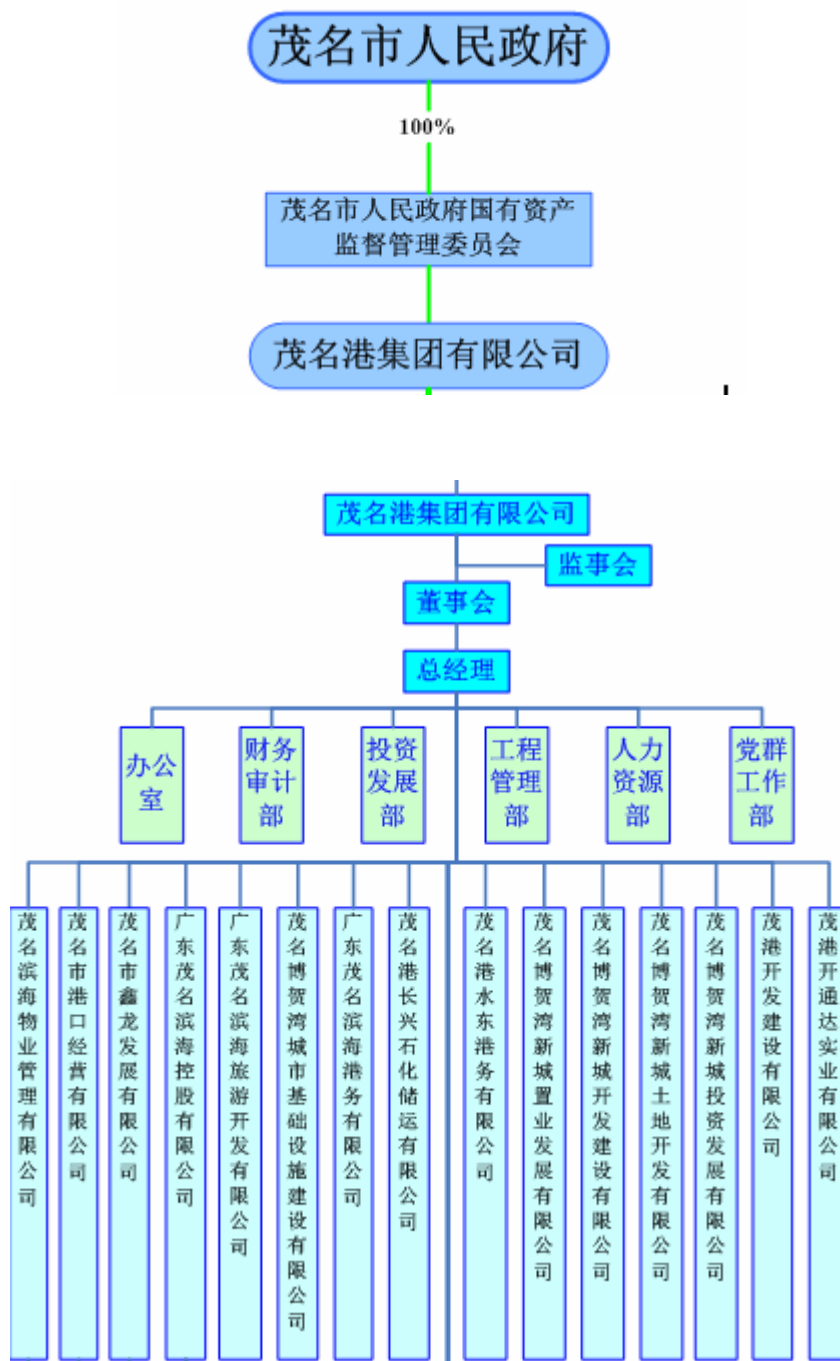 茂名市人民政府
100%
茂名市人民政府国有资产
监督管理委员会
茂名港集团有限公司
茂名港集团有限公司
监事会
董事会
总经理
办公
室
财务
审计
部
投资
发展
部
工程
管理
部
人力
资源
部
党群
工作
部
茂名滨海物业管理有限公司
茂名市港口经营有限公司
茂名市鑫龙发展有限公司
广东茂名滨海控股有限公司
广东茂名滨海旅游开发有限公司
茂名博贺湾城市基础设施建设有限公司
广东茂名滨海港务有限公司
茂名港长兴石化储运有限公司
茂名港水东港务有限公司
茂名博贺湾新城置业发展有限公司
茂名博贺湾新城开发建设有限公司
茂名博贺湾新城土地开发有限公司
茂名博贺湾新城投资发展有限公司
茂港开发建设有限公司
茂港开通达实业有限公司